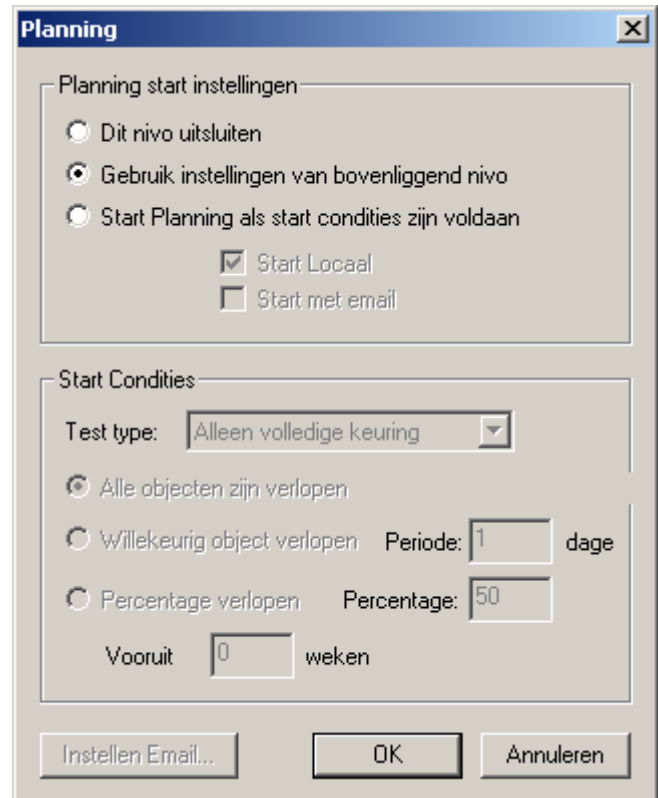 Planning
Planning start instellingen
Dit nivo uitsluiten
Gebruik instellingen van bovenliggend nivo
Start Planning als start condities zijn voldaan
Start Locaal
Start met email
Start Condities
Test type: Alleen volledige keuring
Alle objecten zijn verlopen
Willekeurig object verlopen Periode: 1 dage
Percentage verlopen Percentage: 50
Vooruit 0 weken
Instellen Email... OK Annuleren